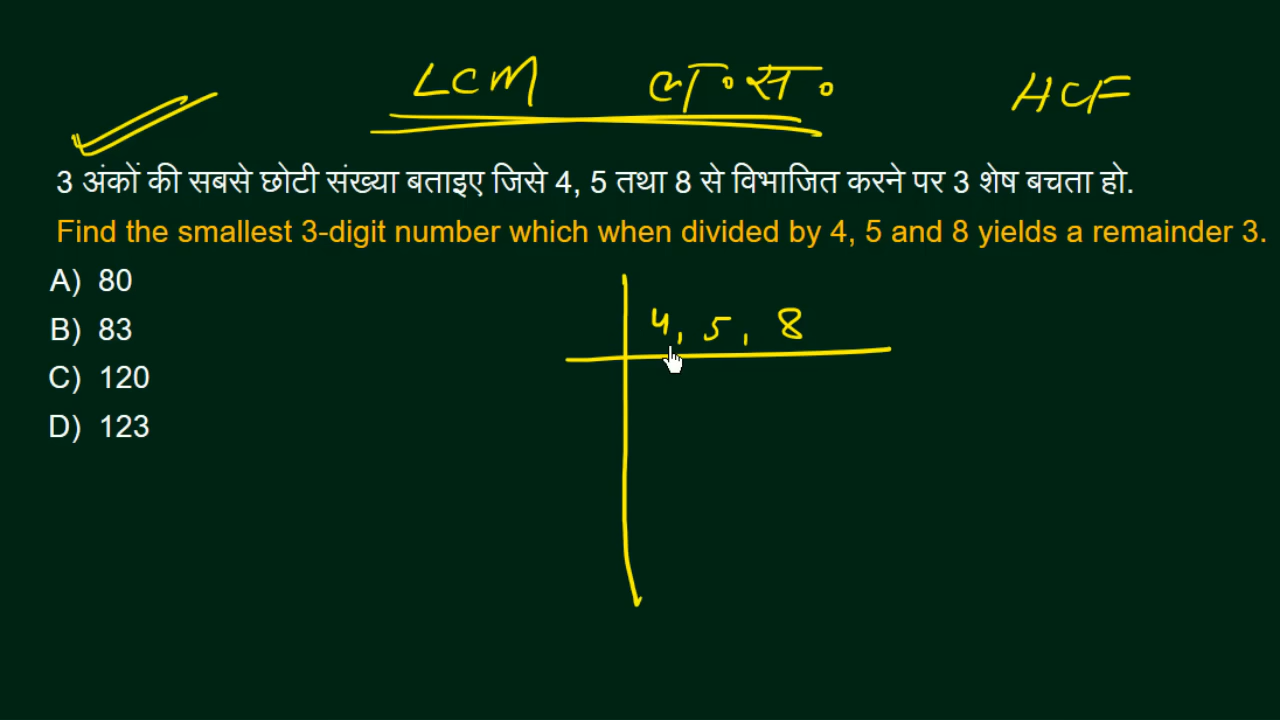 LCM ल०स० HCF
3 अंकों की सबसे छोटी संख्या बताइए जिसे 4, 5 तथा 8 से विभाजित करने पर 3 शेष बचता हो.
Find the smallest 3-digit number which when divided by 4, 5 and 8 yields a remainder 3.
A) 80
B) 83
C) 120
D) 123
4, 5, 8